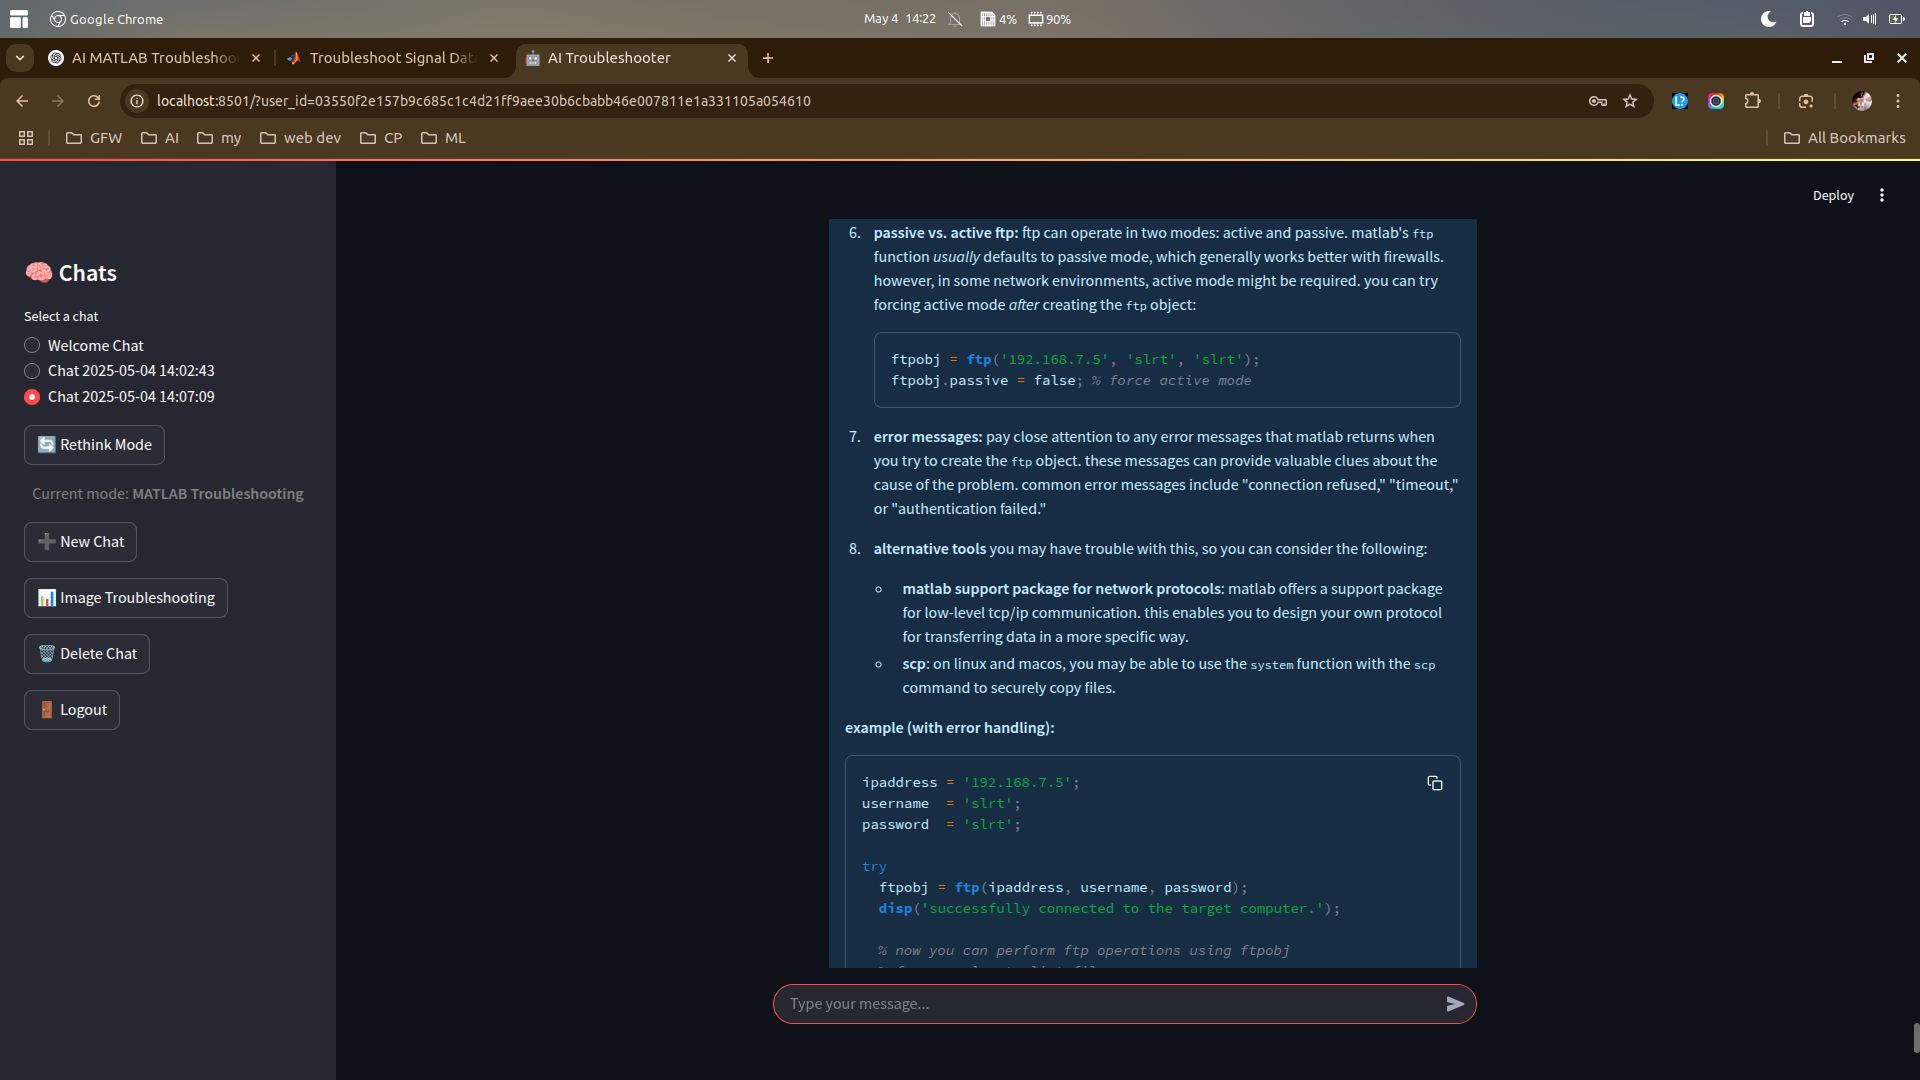 Google Chrome
May 4 14:22
4%
90%
AI MATLAB Troubleshoo
Troubleshoot Signal Dat
AI Troubleshooter
localhost:8501/?user_id=03550f2e157b9c685c1c4d21ff9aee30b6cbabb46e007811e1a331105a054610
GFW
AI
my
web dev
CP
ML
All Bookmarks
Deploy
Chats
Select a chat
Welcome Chat
Chat 2025-05-04 14:02:43
Chat 2025-05-04 14:07:09
Rethink Mode
Current mode: MATLAB Troubleshooting
New Chat
Image Troubleshooting
Delete Chat
Logout
6. passive vs. active ftp: ftp can operate in two modes: active and passive. matlab's ftp
function usually defaults to passive mode, which generally works better with firewalls.
however, in some network environments, active mode might be required. you can try
forcing active mode after creating the ftp object:
ftpobj = ftp('192.168.7.5', 'slrt', 'slrt');
ftpobj.passive = false; % force active mode
7. error messages: pay close attention to any error messages that matlab returns when
you try to create the ftp object. these messages can provide valuable clues about the
cause of the problem. common error messages include "connection refused," "timeout,"
or "authentication failed."
8. alternative tools you may have trouble with this, so you can consider the following:
matlab support package for network protocols: matlab offers a support package
for low-level tcp/ip communication. this enables you to design your own protocol
for transferring data in a more specific way.
scp: on linux and macos, you may be able to use the system function with the scp
command to securely copy files.
example (with error handling):
ipaddress = '192.168.7.5';
username = 'slrt';
password = 'slrt';
try
ftpobj = ftp(ipaddress, username, password);
disp('successfully connected to the target computer.');
% now you can perform ftp operations using ftpobj
Type your message...